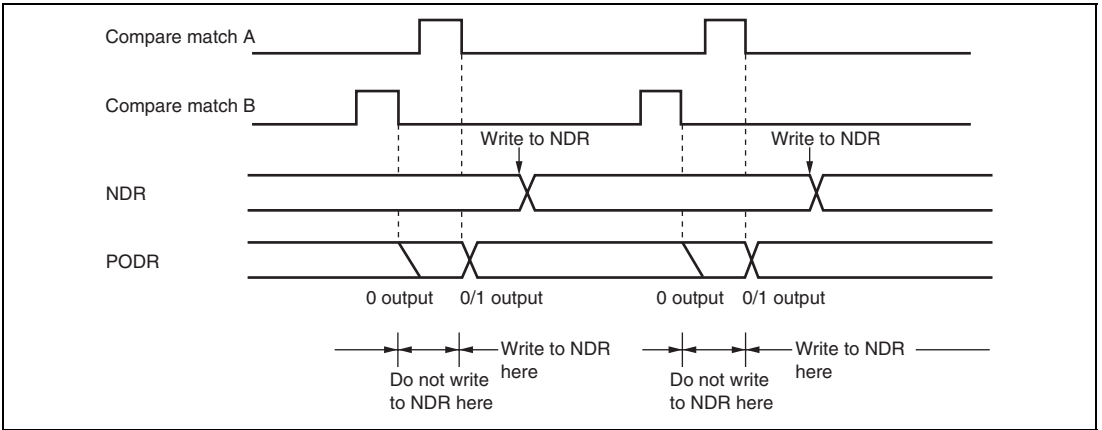 Compare match A
Compare match B
Write to NDR
Write to NDR
NDR
PODR
0 output
0/1 output
0 output
0/1 output
Write to NDR
here
Do not write
to NDR here
Write to NDR
here
Do not write
to NDR here